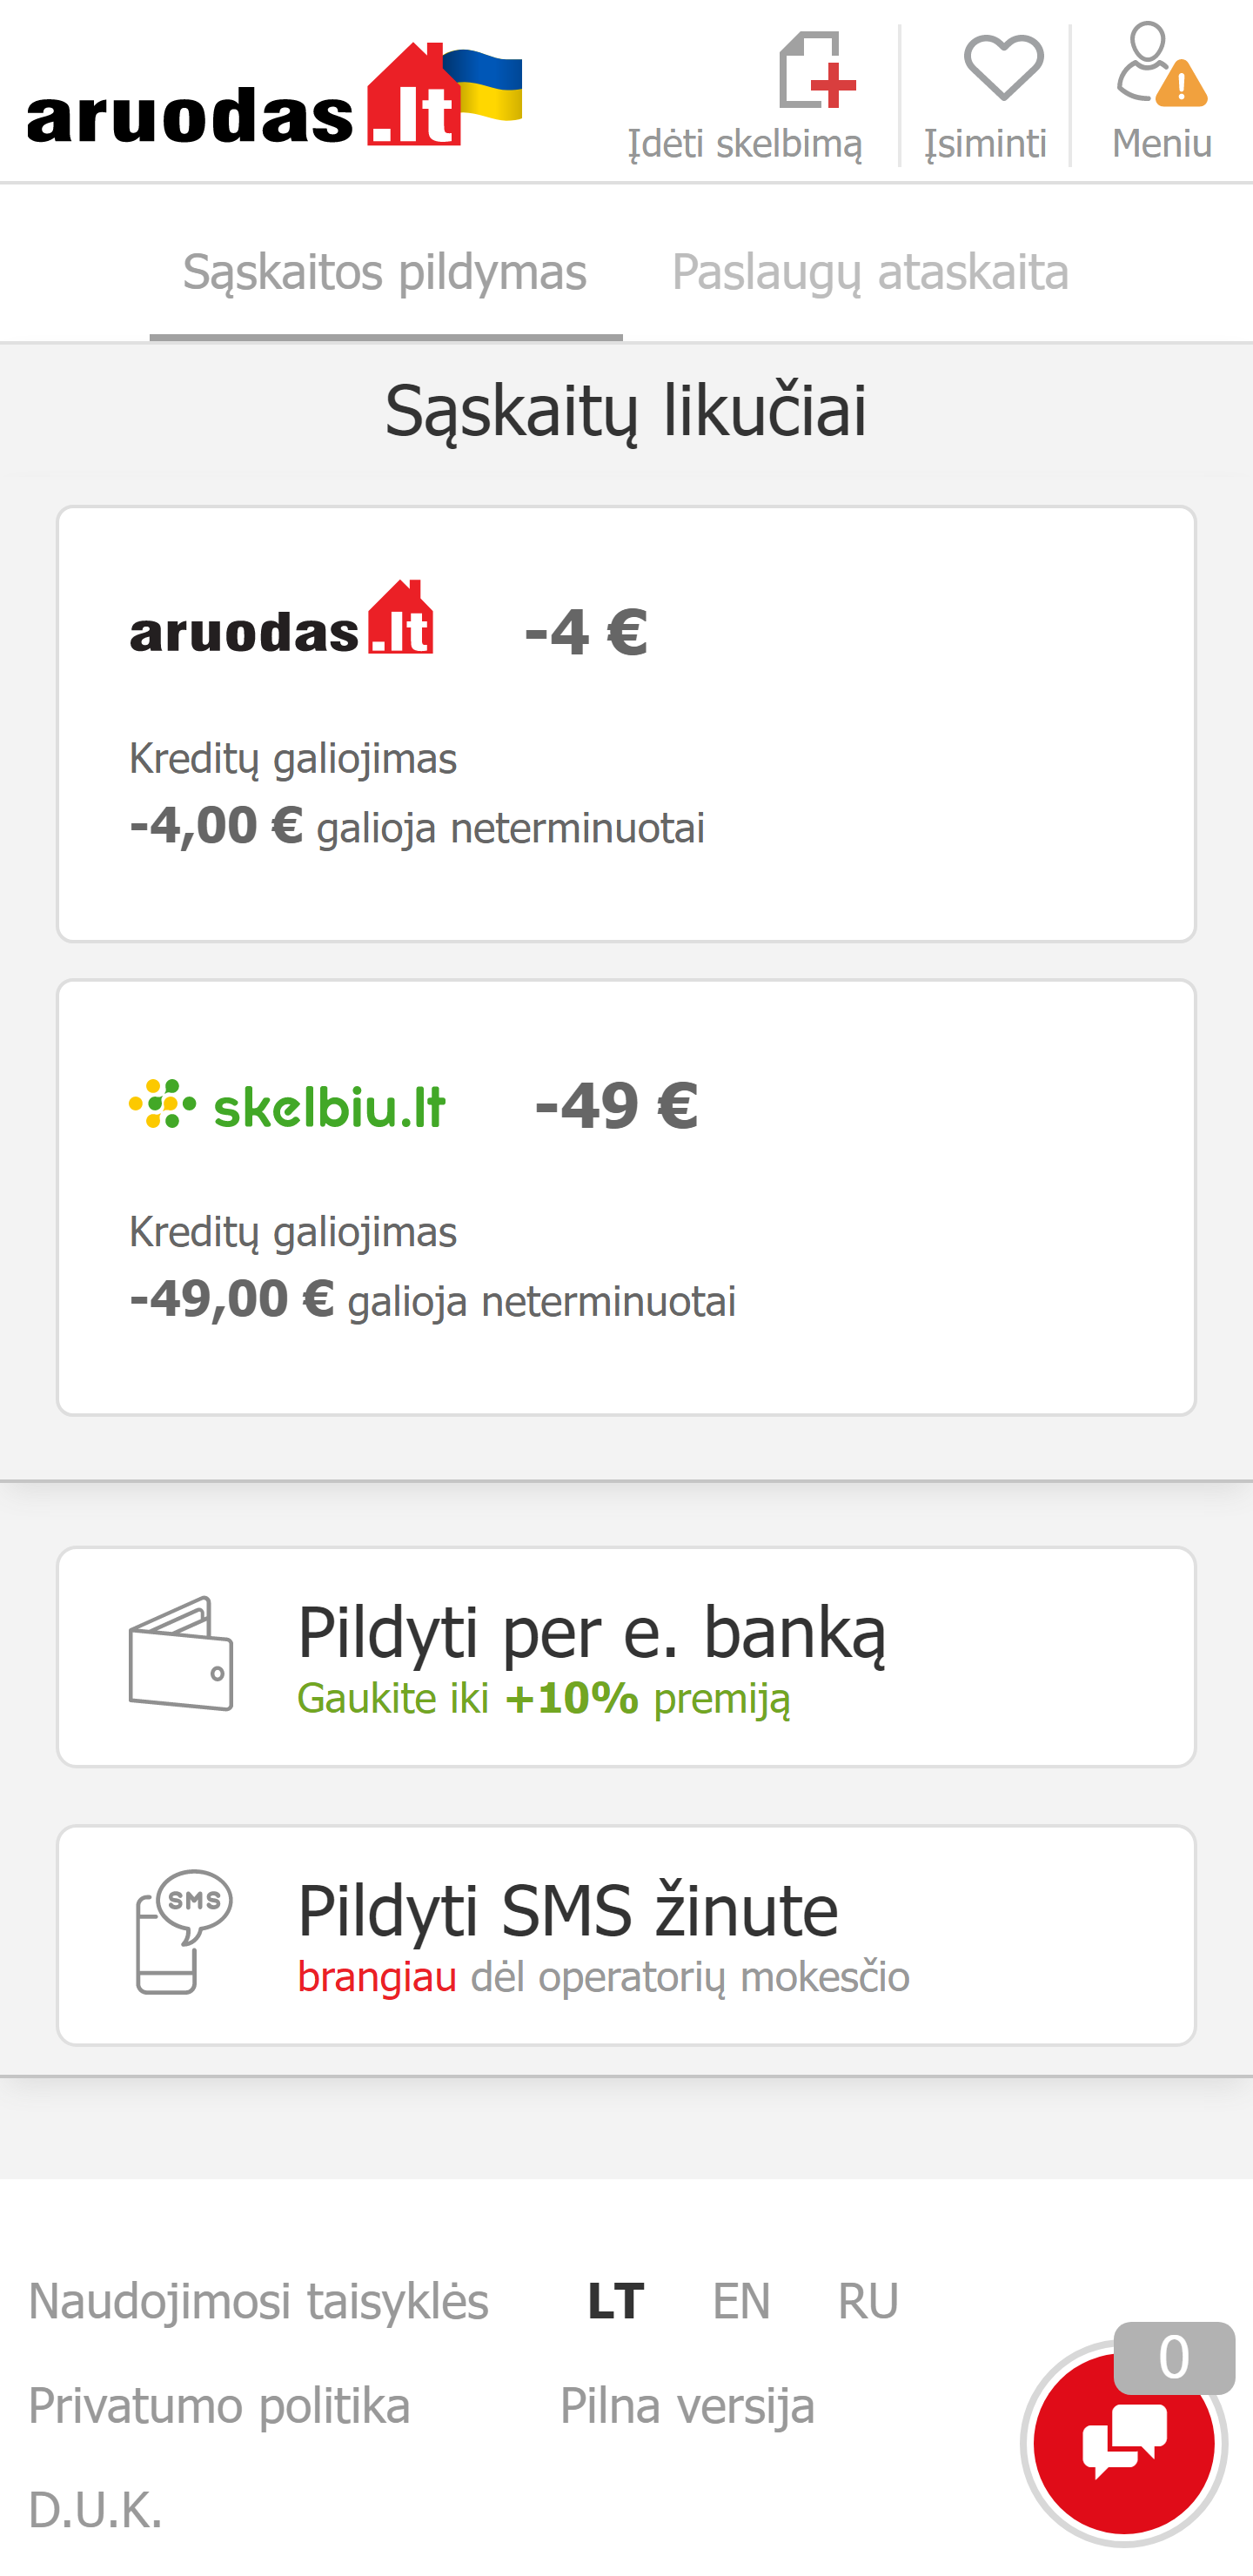 aruodas.lt
Įdėti skelbimą
Įsiminti
Meniu
Sąskaitos pildymas
Paslaugų ataskaita
Sąskaitų likučiai
aruodas.lt -4 €
Kreditų galiojimas
-4,00 € galioja neterminuotai
skelbiu.lt -49 €
Kreditų galiojimas
-49,00 € galioja neterminuotai
Pildyti per e. banką
Gaukite iki +10% premiją
SMS
Pildyti SMS žinute
brangiau dėl operatorių mokesčio
Naudojimosi taisyklės
LT EN RU
0
Privatumo politika
Pilna versija
D.U.K.